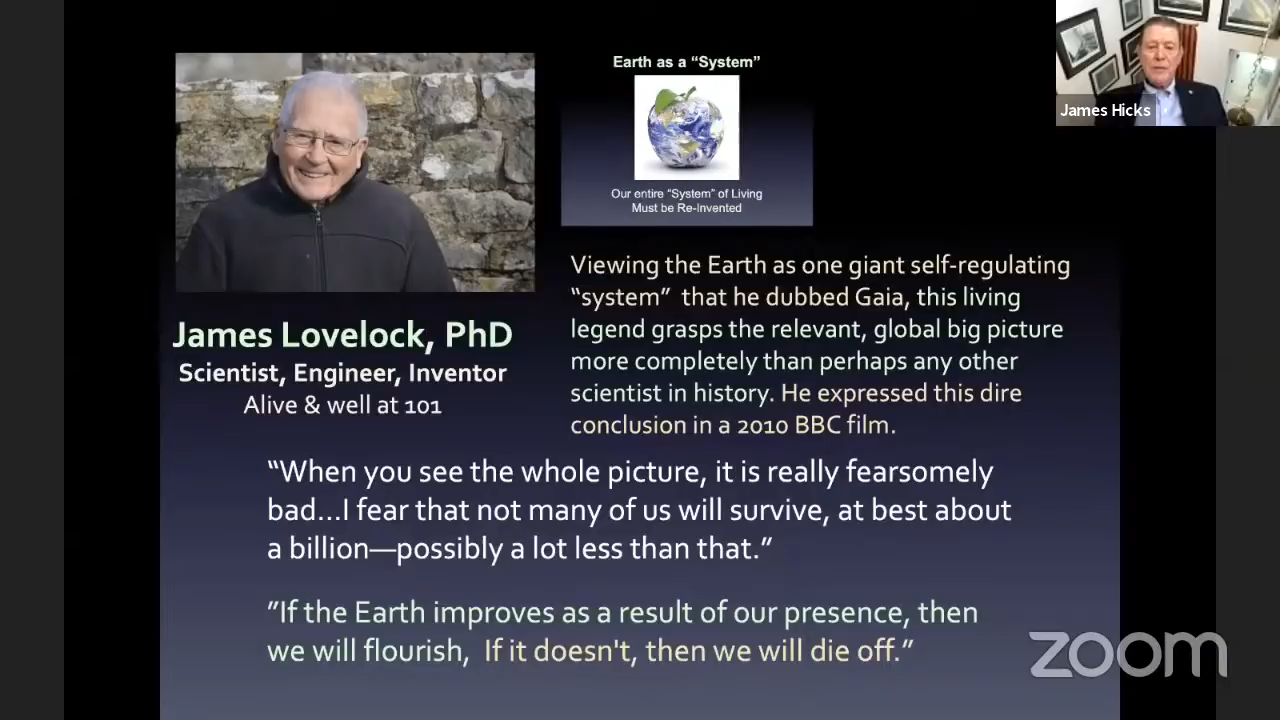 Earth as a “System”
Our entire “System” of Living
Must be Re-Invented
James Hicks
James Lovelock, PhD
Scientist, Engineer, Inventor
Alive & well at 101
Viewing the Earth as one giant self-regulating
“system” that he dubbed Gaia, this living
legend grasps the relevant, global big picture
more completely than perhaps any other
scientist in history. He expressed this dire
conclusion in a 2010 BBC film.
“When you see the whole picture, it is really fearsomely
bad...I fear that not many of us will survive, at best about
a billion—possibly a lot less than that.”
”If the Earth improves as a result of our presence, then
we will flourish, If it doesn't, then we will die off.”
zoom